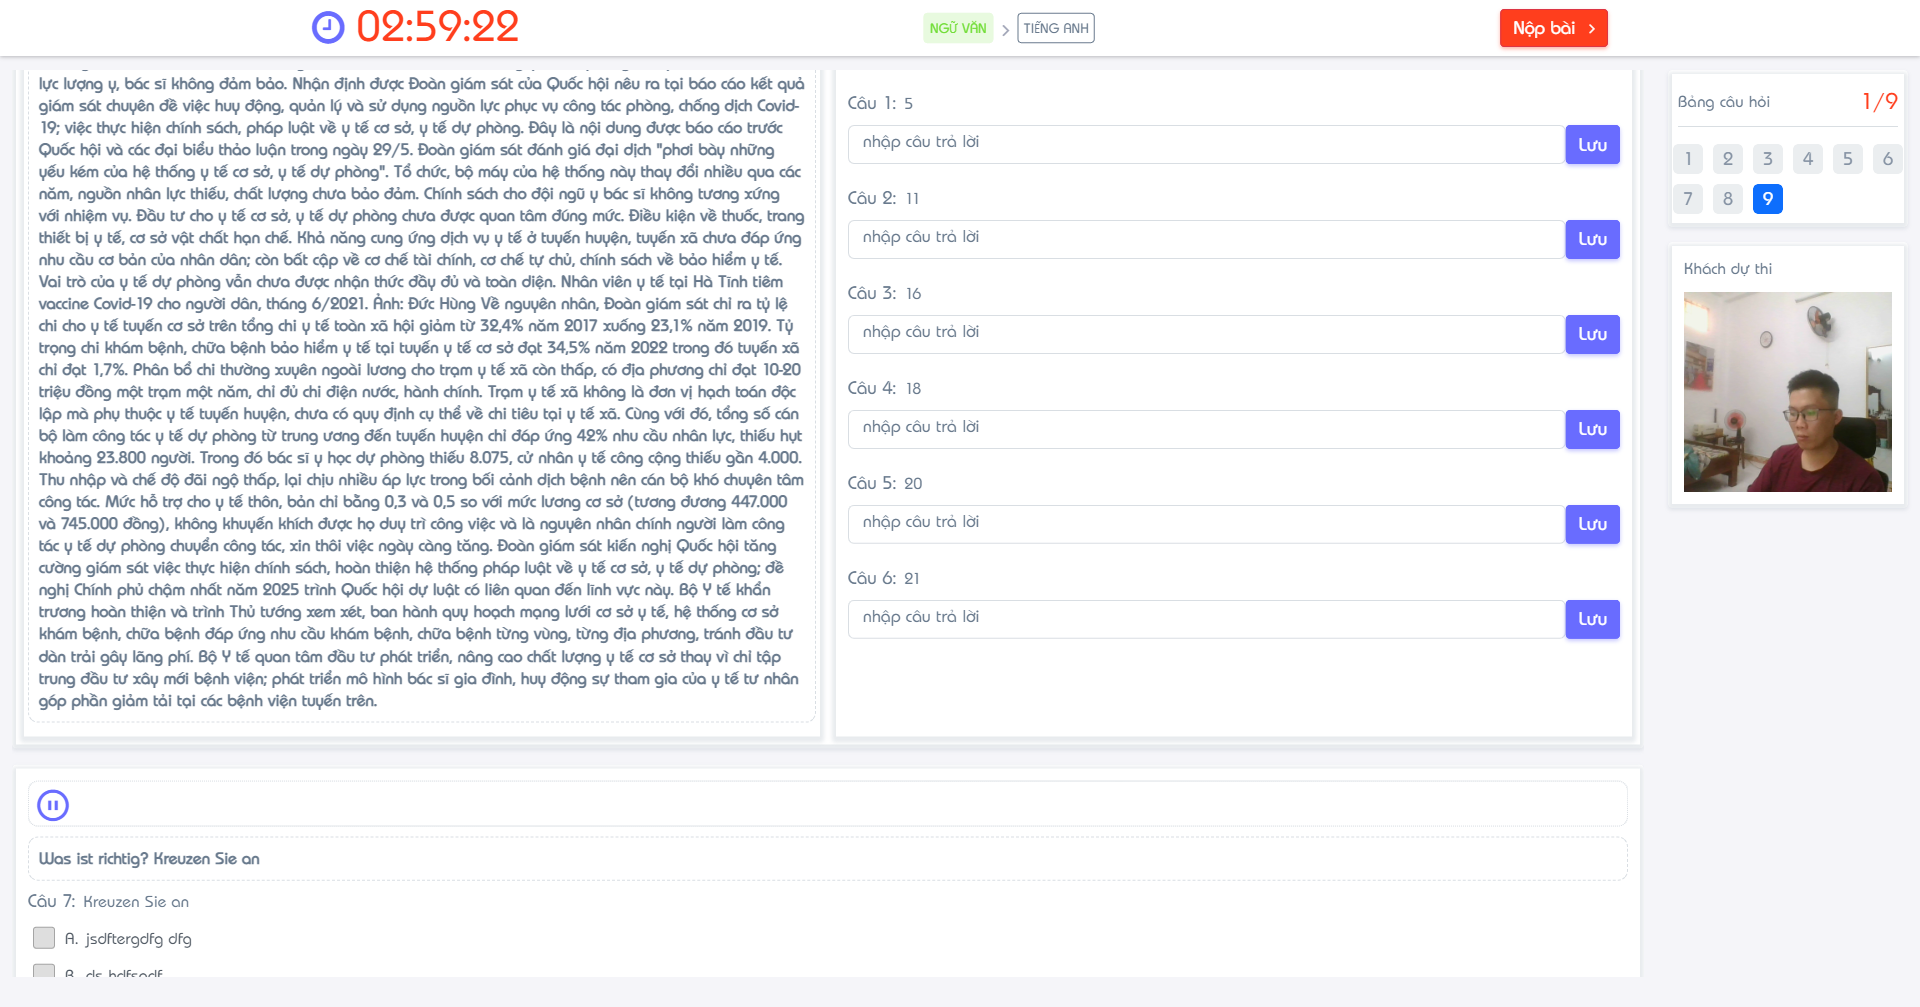 02:59:22
NGỮ VĂN
TIẾNG ANH
Nộp bài
lực lượng y, bác sĩ không đảm bảo. Nhận định được Đoàn giám sát của Quốc hội nêu ra tại báo cáo kết quả
giám sát chuyên đề việc huy động, quản lý và sử dụng nguồn lực phục vụ công tác phòng, chống dịch Covid-
19; việc thực hiện chính sách, pháp luật về y tế cơ sở, y tế dự phòng. Đây là nội dung được báo cáo trước
Quốc hội và các đại biểu thảo luận trong ngày 29/5. Đoàn giám sát đánh giá đại dịch "phơi bày những
yếu kém của hệ thống y tế cơ sở, y tế dự phòng". Tổ chức, bộ máy của hệ thống này thay đổi nhiều qua các
năm, nguồn nhân lực thiếu, chất lượng chưa bảo đảm. Chính sách cho đội ngũ y bác sĩ không tương xứng
với nhiệm vụ. Đầu tư cho y tế cơ sở, y tế dự phòng chưa được quan tâm đúng mức. Điều kiện về thuốc, trang
thiết bị y tế, cơ sở vật chất hạn chế. Khả năng cung ứng dịch vụ y tế ở tuyến huyện, tuyến xã chưa đáp ứng
nhu cầu cơ bản của nhân dân; còn bất cập về cơ chế tài chính, cơ chế tự chủ, chính sách về bảo hiểm y tế.
Vai trò của y tế dự phòng vẫn chưa được nhận thức đầy đủ và toàn diện. Nhân viên y tế tại Hà Tĩnh tiêm
vaccine Covid-19 cho người dân, tháng 6/2021. Ảnh: Đức Hùng Về nguyên nhân, Đoàn giám sát chỉ ra tỷ lệ
chi cho y tế tuyến cơ sở trên tổng chi y tế toàn xã hội giảm từ 32,4% năm 2017 xuống 23,1% năm 2019. Tỷ
trọng chi khám bệnh, chữa bệnh bảo hiểm y tế tại tuyến y tế cơ sở đạt 34,5% năm 2022 trong đó tuyến xã
chỉ đạt 1,7%. Phân bổ chi thường xuyên ngoài lương cho trạm y tế xã còn thấp, có địa phương chỉ đạt 10-20
triệu đồng một trạm một năm, chỉ đủ chi điện nước, hành chính. Trạm y tế xã không là đơn vị hạch toán độc
lập mà phụ thuộc y tế tuyến huyện, chưa có quy định cụ thể về chi tiêu tại y tế xã. Cùng với đó, tổng số cán
bộ làm công tác y tế dự phòng từ trung ương đến tuyến huyện chỉ đáp ứng 42% nhu cầu nhân lực, thiếu hụt
khoảng 23.800 người. Trong đó bác sĩ y học dự phòng thiếu 8.075, cử nhân y tế công cộng thiếu gần 4.000.
Thu nhập và chế độ đãi ngộ thấp, lại chịu nhiều áp lực trong bối cảnh dịch bệnh nên cán bộ khó chuyên tâm
công tác. Mức hỗ trợ cho y tế thôn, bản chỉ bằng 0,3 và 0,5 so với mức lương cơ sở (tương đương 447.000
và 745.000 đồng), không khuyến khích được họ duy trì công việc và là nguyên nhân chính người làm công
tác y tế dự phòng chuyển công tác, xin thôi việc ngày càng tăng. Đoàn giám sát kiến nghị Quốc hội tăng
cường giám sát việc thực hiện chính sách, hoàn thiện hệ thống pháp luật về y tế cơ sở, y tế dự phòng; đề
nghị Chính phủ chậm nhất năm 2025 trình Quốc hội dự luật có liên quan đến lĩnh vực này. Bộ Y tế khẩn
trương hoàn thiện và trình Thủ tướng xem xét, ban hành quy hoạch mạng lưới cơ sở y tế, hệ thống cơ sở
khám bệnh, chữa bệnh đáp ứng nhu cầu khám bệnh, chữa bệnh từng vùng, từng địa phương, tránh đầu tư
dàn trải gây lãng phí. Bộ Y tế quan tâm đầu tư phát triển, nâng cao chất lượng y tế cơ sở thay vì chỉ tập
trung đầu tư xây mới bệnh viện; phát triển mô hình bác sĩ gia đình, huy động sự tham gia của y tế tư nhân
góp phần giảm tải tại các bệnh viện tuyến trên.
Câu 1: 5
nhập câu trả lời
Lưu
Câu 2: 11
nhập câu trả lời
Lưu
Câu 3: 16
nhập câu trả lời
Lưu
Câu 4: 18
nhập câu trả lời
Lưu
Câu 5: 20
nhập câu trả lời
Lưu
Câu 6: 21
nhập câu trả lời
Lưu
Was ist richtig? Kreuzen Sie an
Câu 7: Kreuzen Sie an
A. jsdftergdfg dfg
Bảng câu hỏi
1/9
1 2 3 4 5 6
7 8 9
Khách dự thi